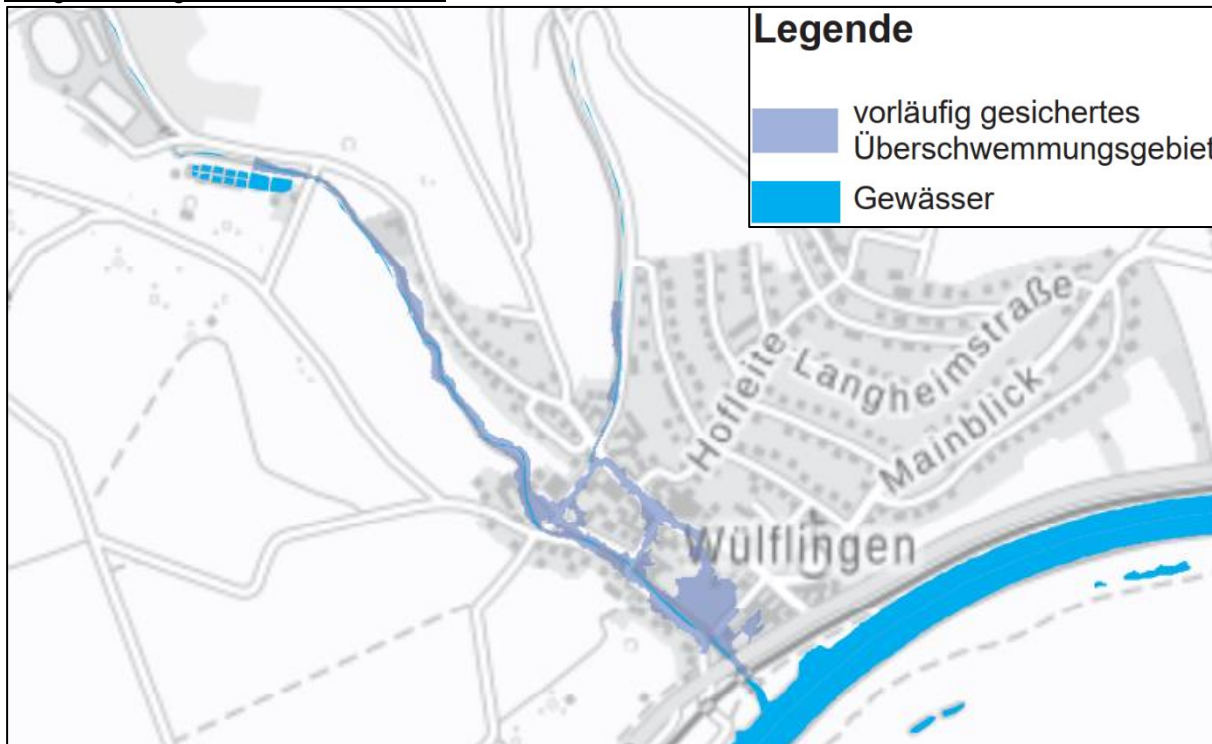 Legende
vorläufig gesichertes
Überschwemmungsgebiet
Gewässer
Langheimstraße
Hofleite
Mainblick
Wülflingen